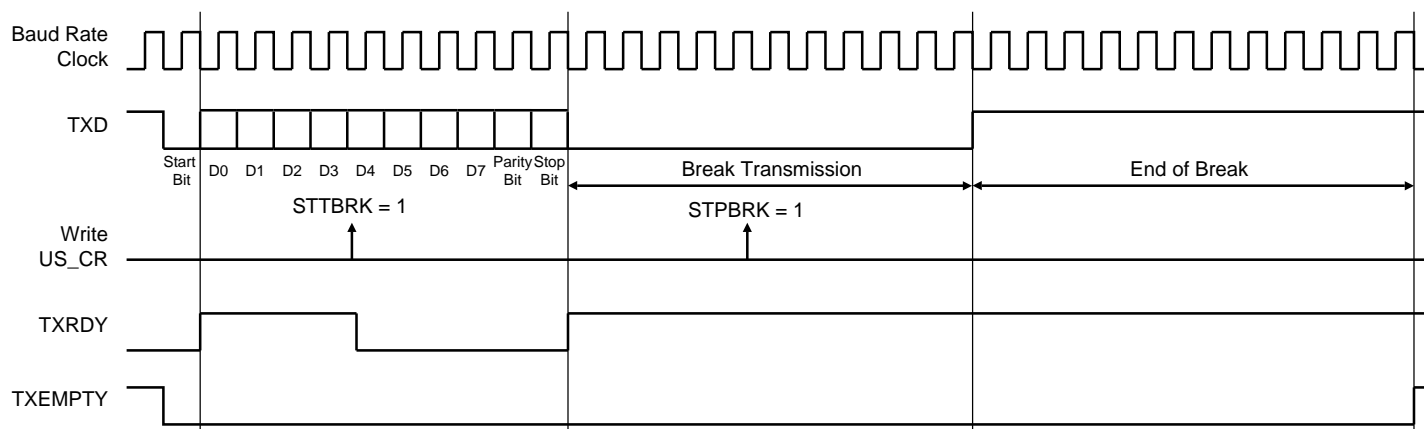 Baud Rate
Clock
TXD
Start
Bit
D0 D1 D2 D3 D4 D5 D6 D7
Parity
Bit
Stop
Bit
Break Transmission
End of Break
STTBRK = 1
STPBRK = 1
Write
US_CR
TXRDY
TXEMPTY